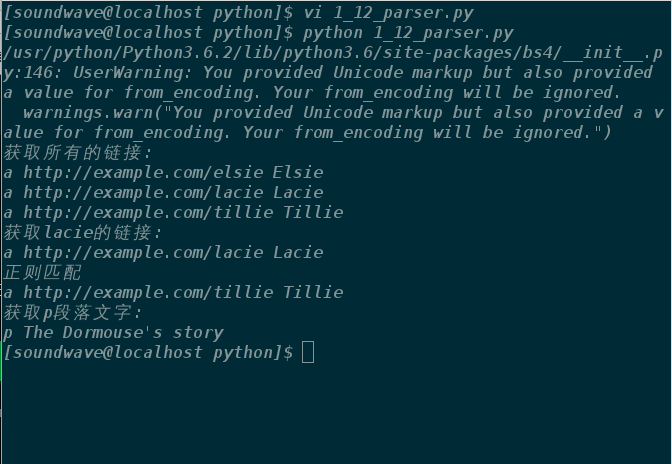 [soundwave@localhost python]$ vi 1_12_parser.py
[soundwave@localhost python]$ python 1_12_parser.py
/usr/python/Python3.6.2/lib/python3.6/site-packages/bs4/__init__.p
y:146: UserWarning: You provided Unicode markup but also provided
a value for from_encoding. Your from_encoding will be ignored.
  warnings.warn("You provided Unicode markup but also provided a v
alue for from_encoding. Your from_encoding will be ignored.")
获取所有的链接:
a http://example.com/elsie Elsie
a http://example.com/lacie Lacie
a http://example.com/tillie Tillie
获取lacie的链接:
a http://example.com/lacie Lacie
正则匹配
a http://example.com/tillie Tillie
获取p段落文字:
p The Dormouse's story
[soundwave@localhost python]$